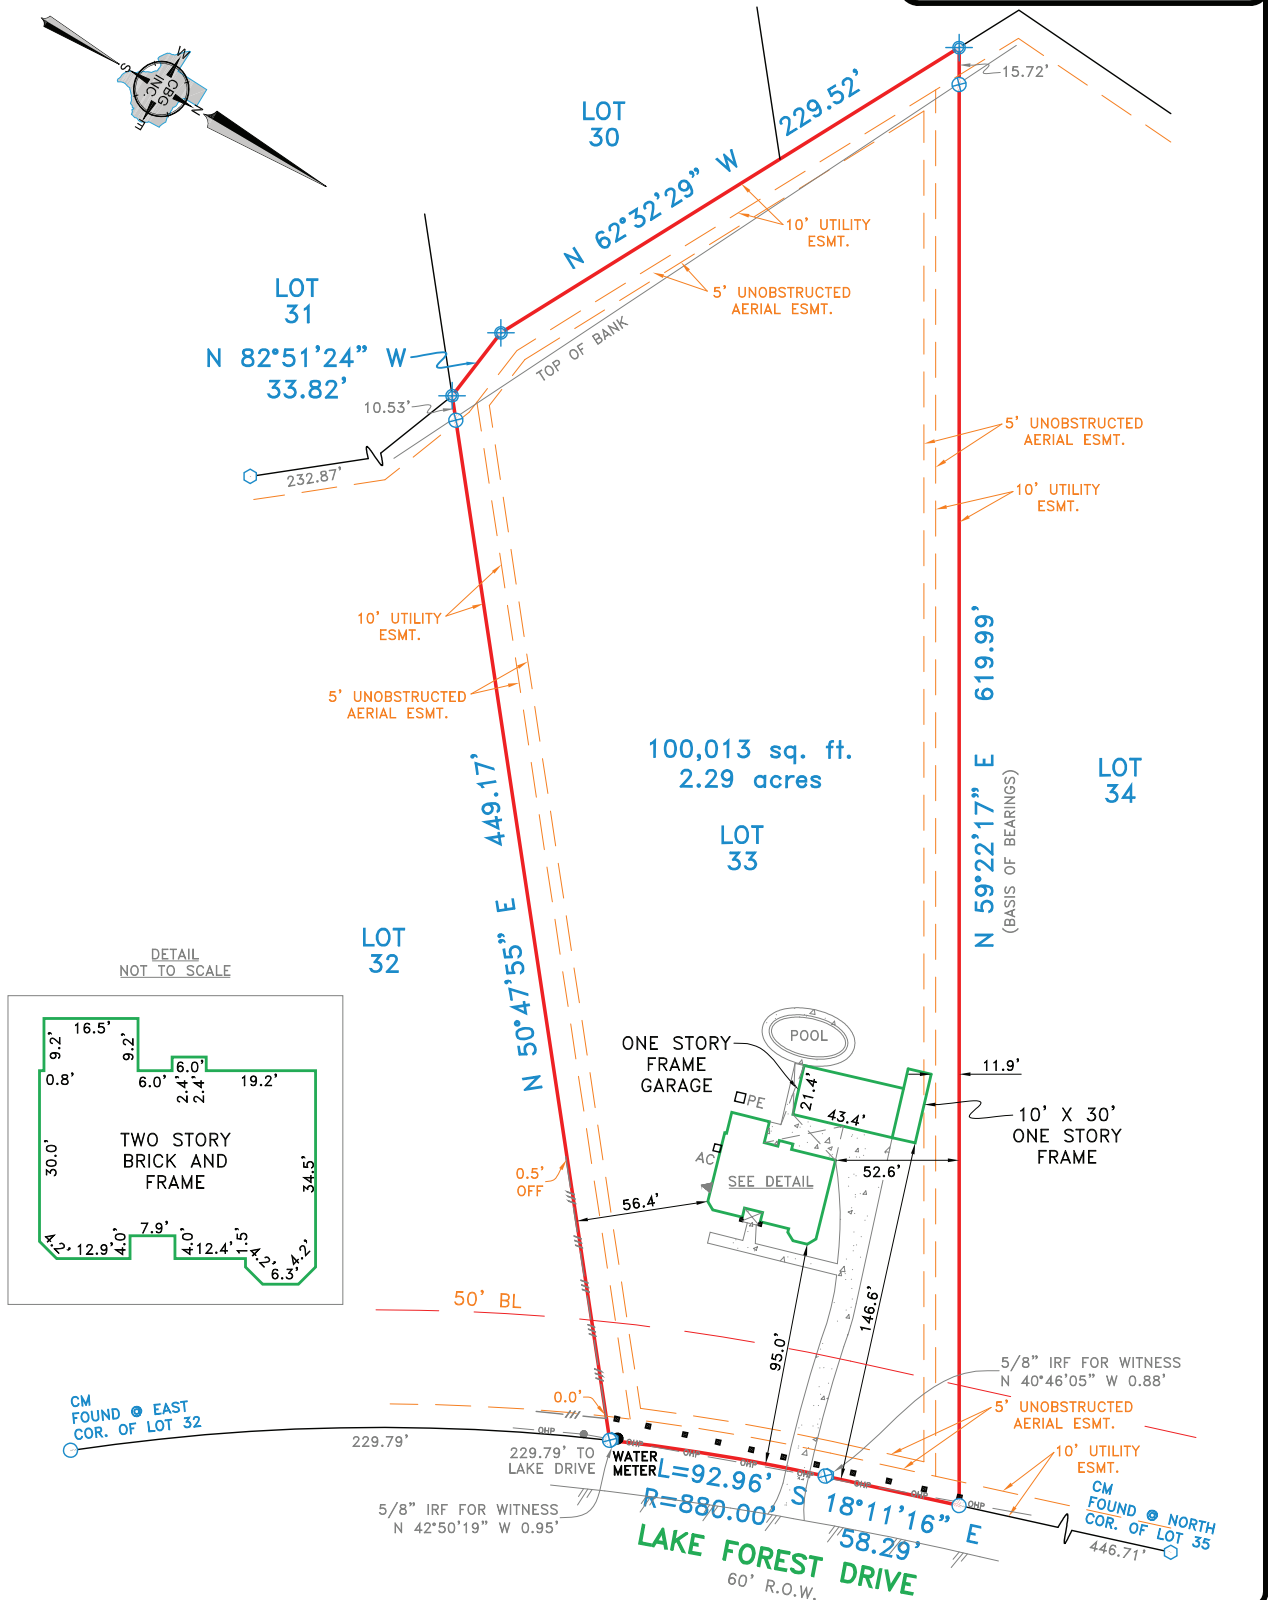 S
W
N
E
CBG
INC.
LOT
30
229.52'
15.72'
N 62°32'29" W
10' UTILITY
ESMT.
5' UNOBSTRUCTED
AERIAL ESMT.
TOP OF BANK
LOT
31
N 82°51'24" W
33.82'
10.53'
232.87'
5' UNOBSTRUCTED
AERIAL ESMT.
10' UTILITY
ESMT.
10' UTILITY
ESMT.
5' UNOBSTRUCTED
AERIAL ESMT.
N 50°47'55" E 449.17'
100,013 sq. ft.
2.29 acres
LOT
33
N 59°22'17" E 619.99'
(BASIS OF BEARINGS)
LOT
34
LOT
32
DETAIL
NOT TO SCALE
16.5'
9.2'
9.2'
0.8'
6.0'
6.0'
2.4'
2.4'
19.2'
30.0'
TWO STORY
BRICK AND
FRAME
34.5'
4.2'
12.9'
4.0'
7.9'
4.0'
12.4'
1.5'
4.2'
6.3'
4.2'
POOL
ONE STORY
FRAME
GARAGE
21.4'
43.4'
11.9'
10' X 30'
ONE STORY
FRAME
PE
AC
SEE DETAIL
52.6'
0.5'
OFF
56.4'
146.6'
95.0'
50' BL
5/8" IRF FOR WITNESS
N 40°46'05" W 0.88'
5' UNOBSTRUCTED
AERIAL ESMT.
10' UTILITY
ESMT.
0.0'
CM
FOUND @ EAST
COR. OF LOT 32
229.79'
OHP
OHP
OHP
OHP
OHP
OHP
OHP
229.79' TO
LAKE DRIVE
WATER
METER
L=92.96'
R=880.00'
S 18°11'16" E
58.29'
5/8" IRF FOR WITNESS
N 42°50'19" W 0.95'
CM
FOUND @ NORTH
COR. OF LOT 35
446.71'
LAKE FOREST DRIVE
60' R.O.W.